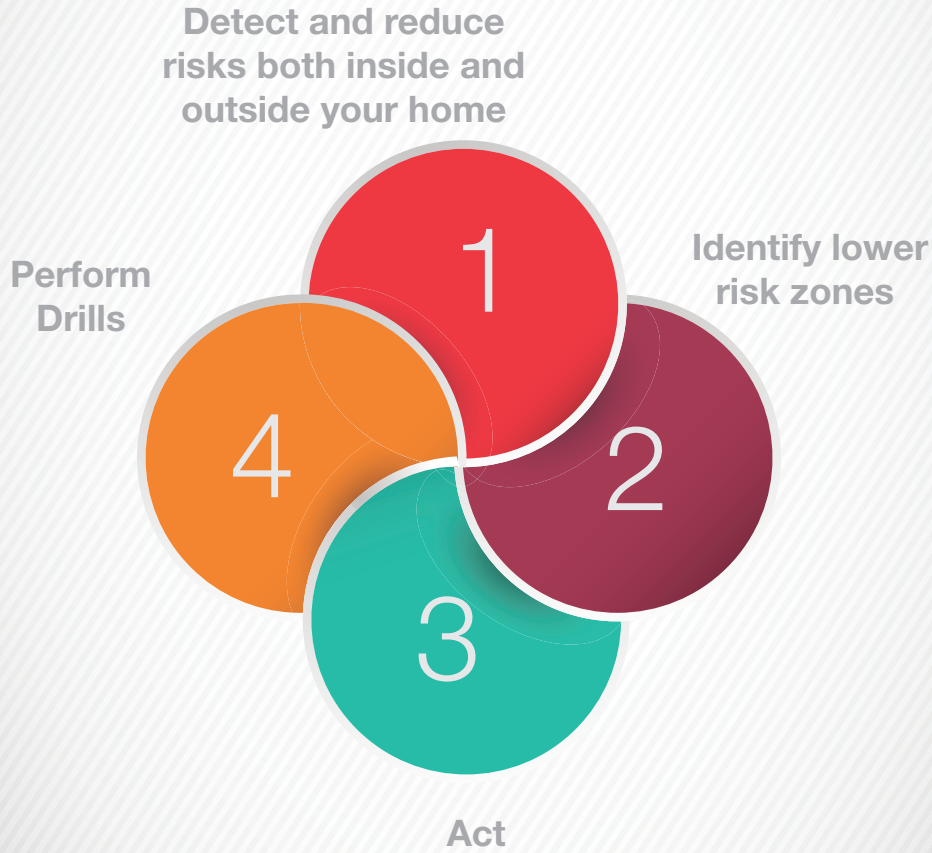 Detect and reduce
risks both inside and
outside your home
1
Identify lower
risk zones
2
3
Act
Perform
Drills
4